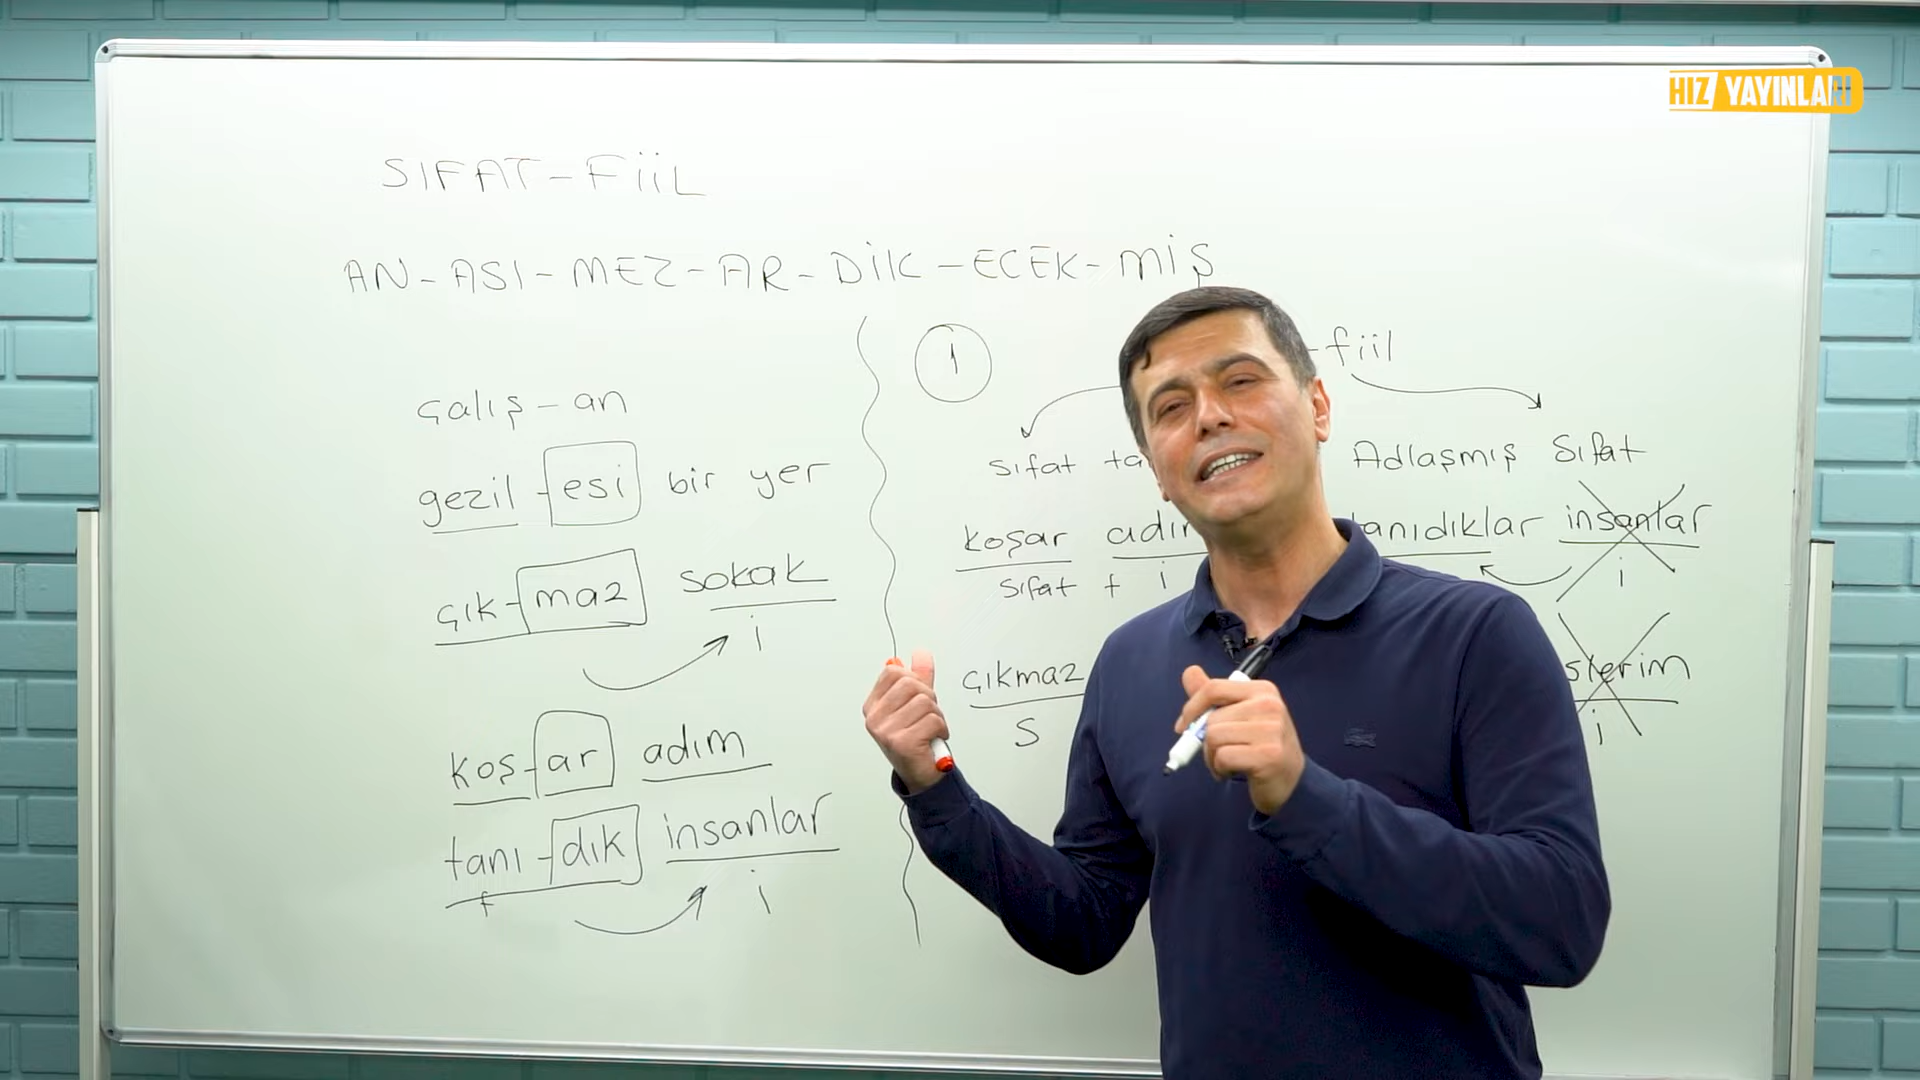 HIZ YAYINLARI
SIFAT-FİİL
AN-ASI-MEZ-AR-DİK-ECEK-MİŞ
çalış-an
gezil-esi bir yer
çık-maz sokak
i
koş-ar adım
tanı-dık insanlar
f i
1
-fiil
sıfat Adlaşmış Sıfat
koşar tanıdıklar insanlar
sıfat + i i
çıkmaz
S i